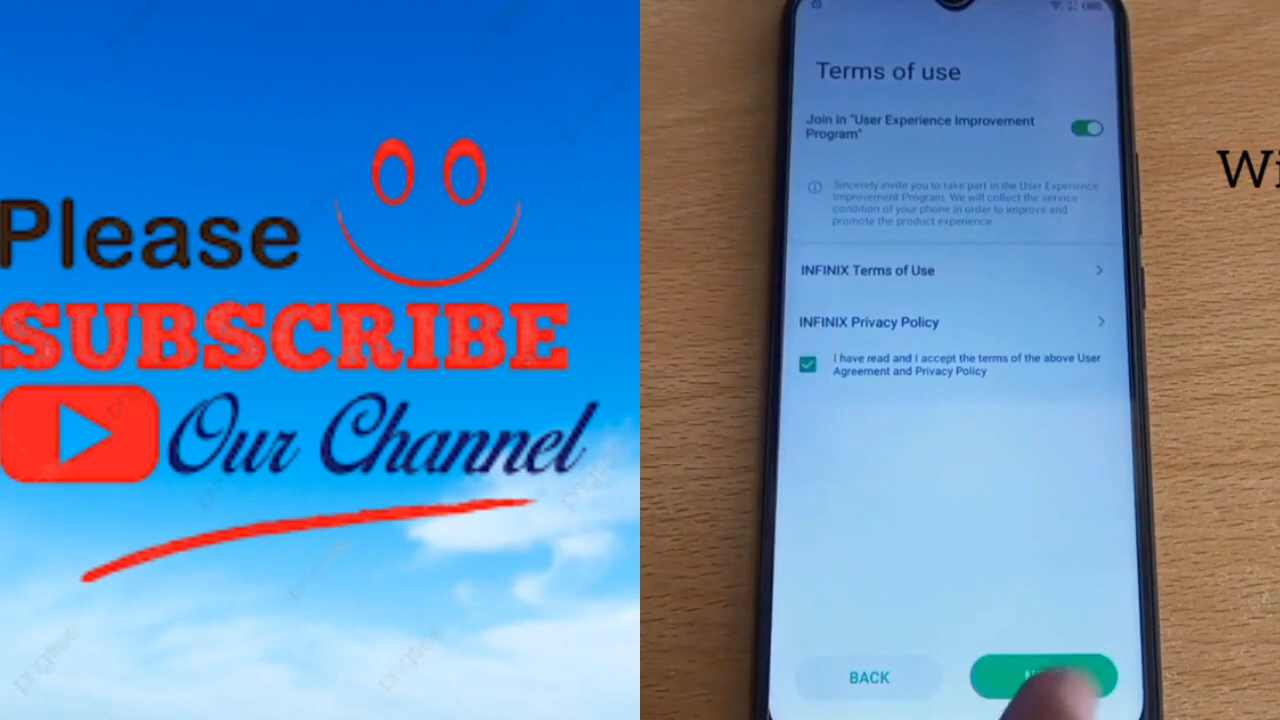 Please
SUBSCRIBE
Our Channel
Terms of use
Join in "User Experience Improvement
Program"
Sincerely invite you to take part in the User Experience
Improvement Program. We will collect the service
condition of your phone in order to improve and
promote the product experience
INFINIX Terms of Use
INFINIX Privacy Policy
I have read and I accept the terms of the above User
Agreement and Privacy Policy
BACK
Wi